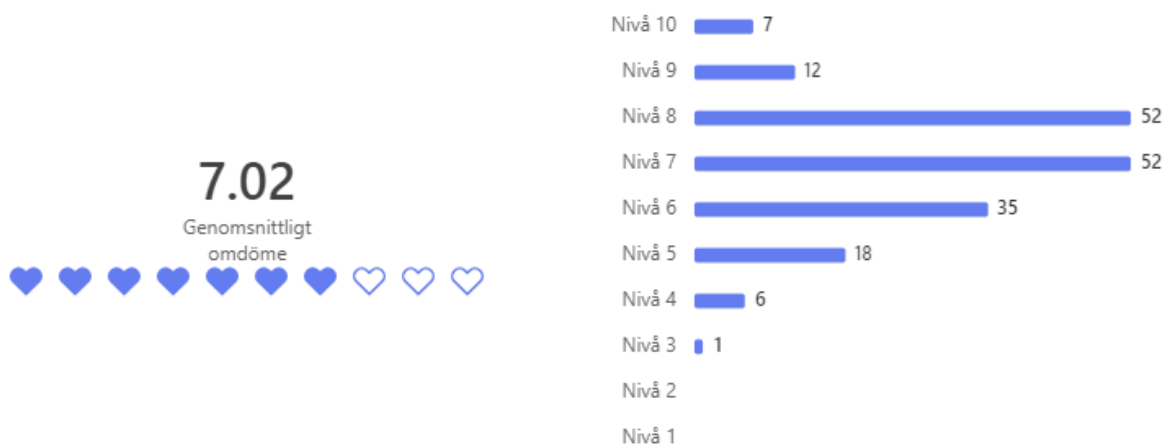 7.02
Genomsnittligt
omdöme
Nivå 10 7
Nivå 9 12
Nivå 8 52
Nivå 7 52
Nivå 6 35
Nivå 5 18
Nivå 4 6
Nivå 3 1
Nivå 2
Nivå 1